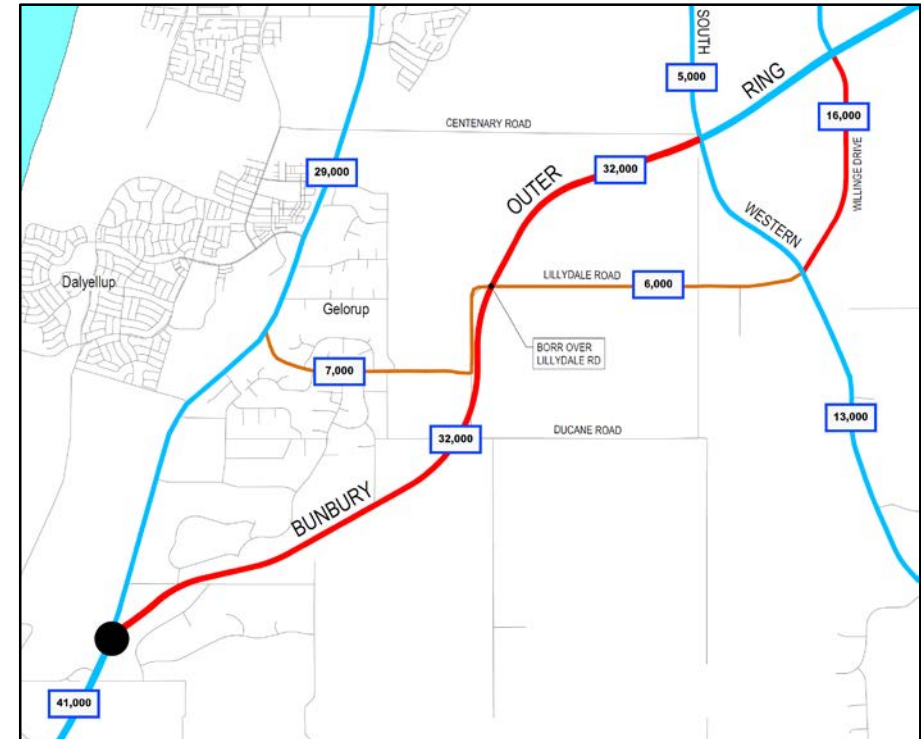 SOUTH
5,000
RING
16,000
CENTENARY ROAD
29,000
32,000
OUTER
WILLINGE DRIVE
WESTERN
LILLYDALE ROAD
6,000
Dalyellup
Gelorup
BORR OVER
LILLYDALE RD
7,000
13,000
32,000
DUCANE ROAD
BUNBURY
41,000